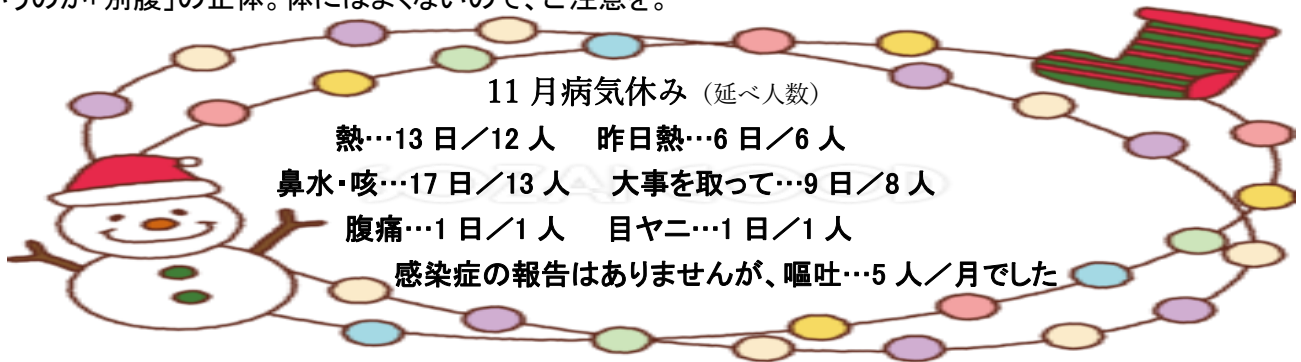 うのが「別腹」の正体。体にはよくないので、ご注意を。
11月病気休み（延べ人数）
熱…13日／12人　昨日熱…6日／6人
鼻水・咳…17日／13人　大事を取って…9日／8人
腹痛…1日／1人　目ヤニ…1日／1人
感染症の報告はありませんが、嘔吐…5人／月でした